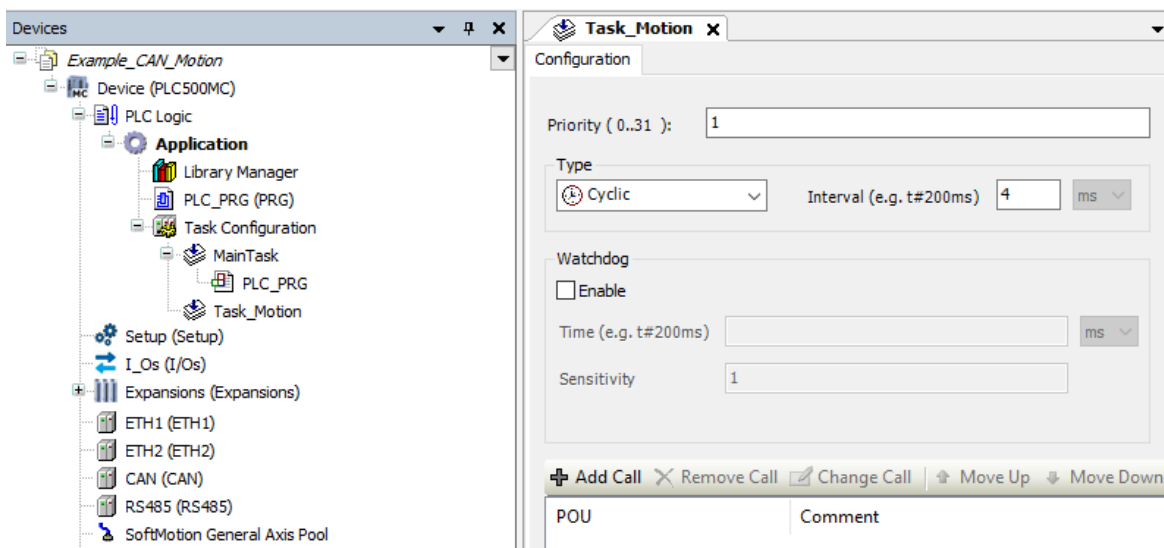 Devices
Example_CAN_Motion
Device (PLC500MC)
MC
PLC Logic
Application
Library Manager
PLC_PRG (PRG)
Task Configuration
MainTask
PLC_PRG
Task_Motion
Setup (Setup)
I_Os (I/Os)
Expansions (Expansions)
ETH1 (ETH1)
ETH2 (ETH2)
CAN (CAN)
RS485 (RS485)
SoftMotion General Axis Pool
Task_Motion
Configuration
Priority ( 0..31 ): 1
Type
Cyclic Interval (e.g. t#200ms) 4 ms
Watchdog
Enable
Time (e.g. t#200ms) ms
Sensitivity 1
Add Call Remove Call Change Call Move Up Move Down
POU Comment